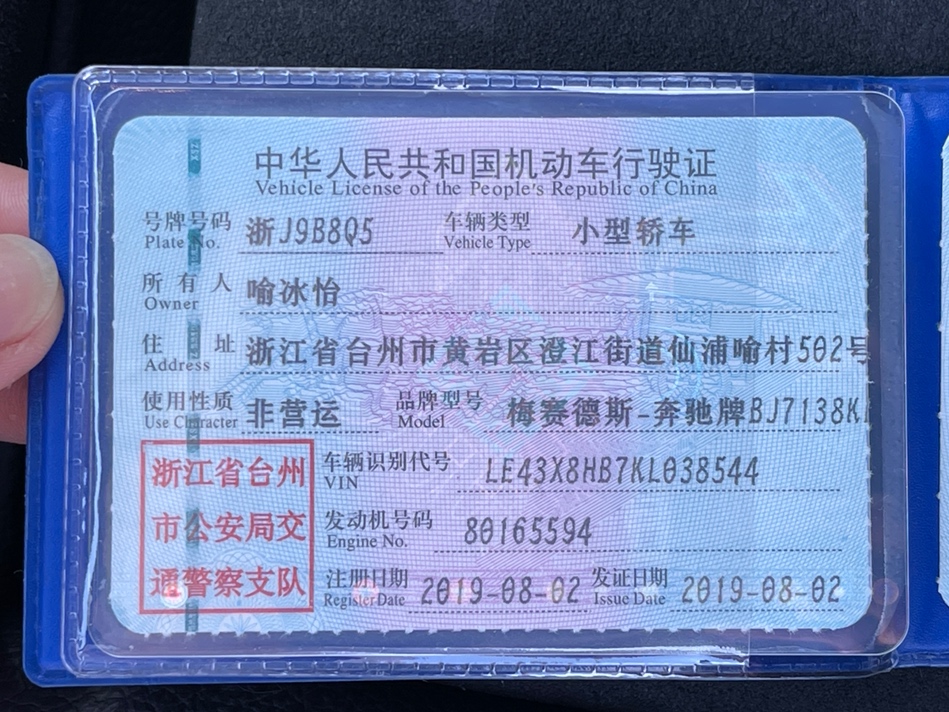 中华人民共和国机动车行驶证
Vehicle License of the People's Republic of China
号牌号码 浙J9B8Q5 车辆类型 小型轿车
Plate No. Vehicle Type
所有人 喻冰怡
Owner
住址 浙江省台州市黄岩区澄江街道仙浦喻村502号
Address
使用性质 非营运 品牌型号 梅赛德斯-奔驰牌BJ7138K
Use Character Model
浙江省台州
市公安局交
通警察支队
车辆识别代号 LE43X8HB7KL038544
VIN
发动机号码 80165594
Engine No.
注册日期 2019-08-02 发证日期 2019-08-02
Register Date Issue Date